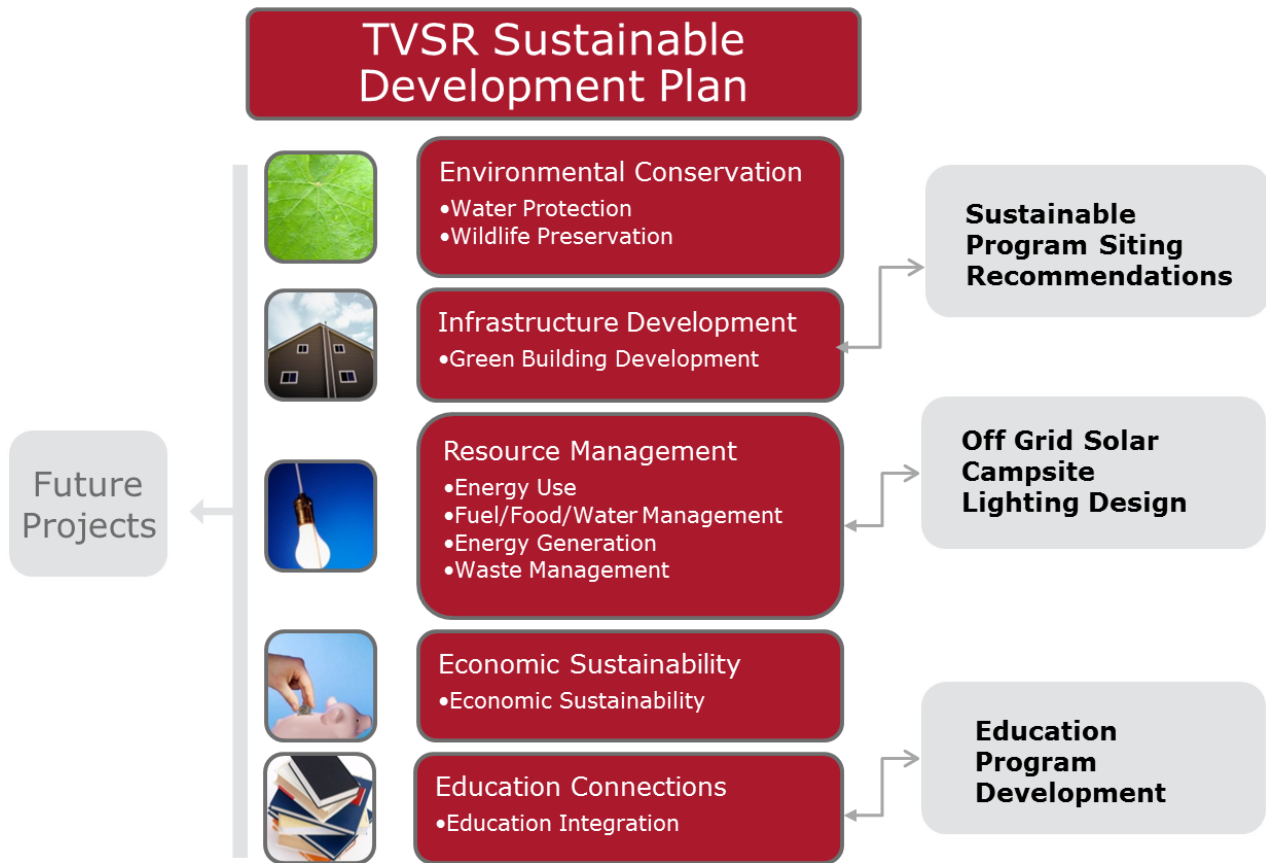 TVSR Sustainable
Development Plan
Environmental Conservation
•Water Protection
•Wildlife Preservation
Infrastructure Development
•Green Building Development
Resource Management
•Energy Use
•Fuel/Food/Water Management
•Energy Generation
•Waste Management
Economic Sustainability
•Economic Sustainability
Education Connections
•Education Integration
Future
Projects
Sustainable
Program Siting
Recommendations
Off Grid Solar
Campsite
Lighting Design
Education
Program
Development